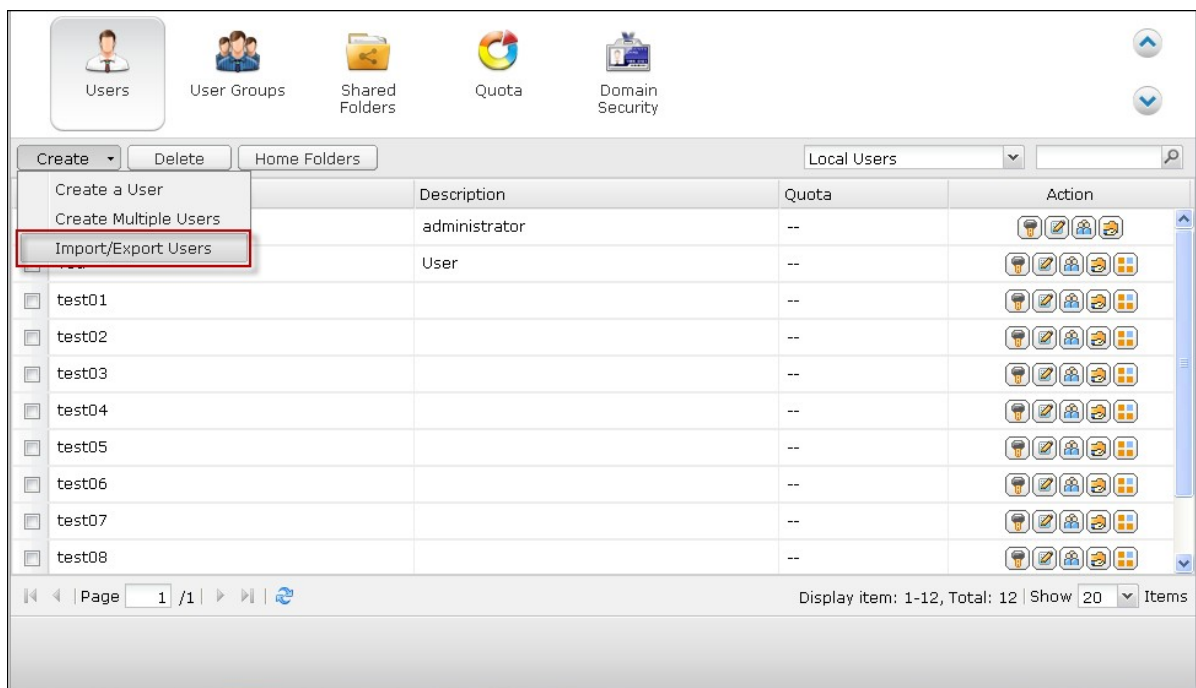 Users
User Groups
Shared
Folders
Quota
Domain
Security
Create
Delete
Home Folders
Local Users
Create a User
Create Multiple Users
Import/Export Users
Description
Quota
Action
administrator
--
User
--
test01
--
test02
--
test03
--
test04
--
test05
--
test06
--
test07
--
test08
--
Page 1 /1
Display item: 1-12, Total: 12 Show 20 Items